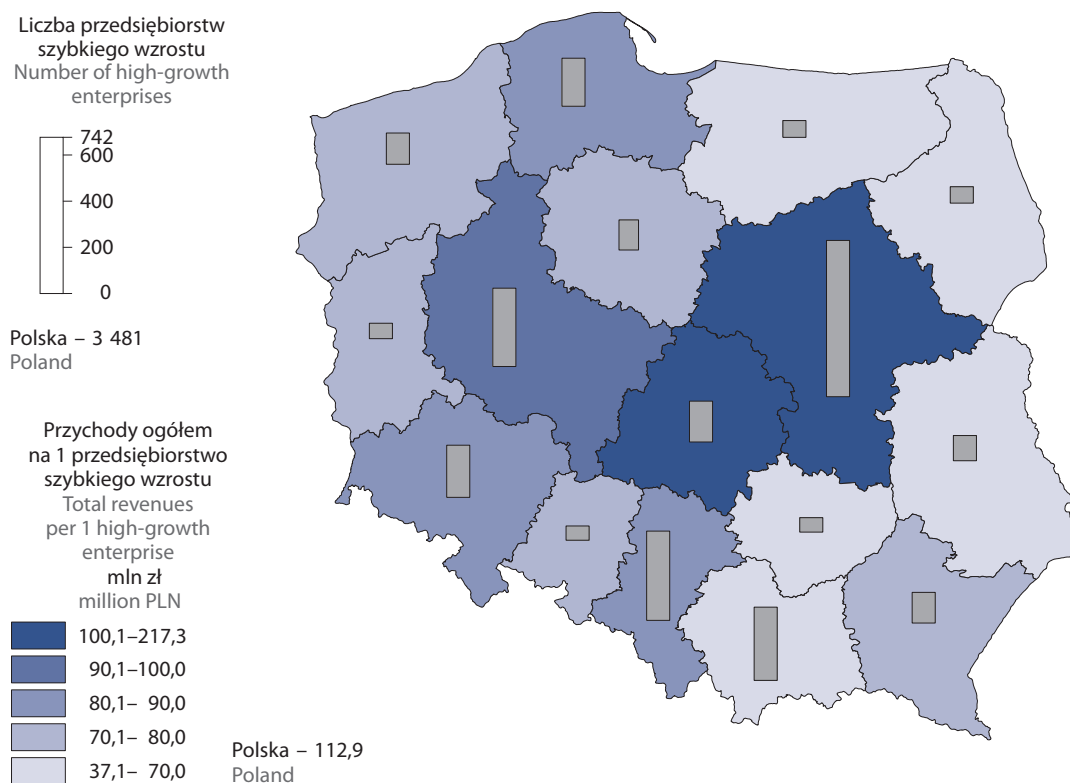 Liczba przedsiębiorstw
szybkiego wzrostu
Number of high-growth
enterprises
742
600
400
200
0
Polska – 3 481
Poland
Przychody ogółem
na 1 przedsiębiorstwo
szybkiego wzrostu
Total revenues
per 1 high-growth
enterprise
mln zł
million PLN
100,1–217,3
90,1–100,0
80,1– 90,0
70,1– 80,0
37,1– 70,0
Polska – 112,9
Poland